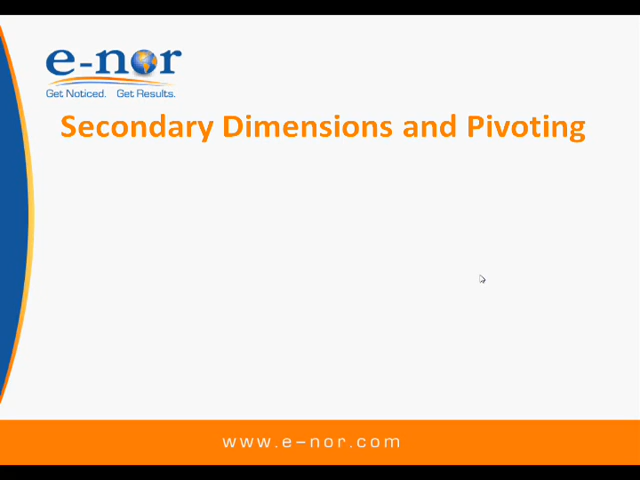 e-nor
Get Noticed. Get Results.
Secondary Dimensions and Pivoting
www.e-nor.com